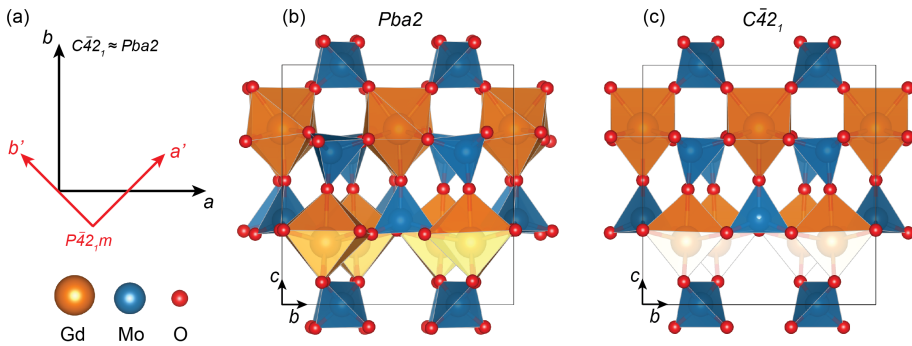 (a)
b
C4̄2₁ ≈ Pba2
b'
a'
a
P4̄2₁m
Gd
Mo
O
(b)
Pba2
c
b
(c)
C4̄2₁
c
b